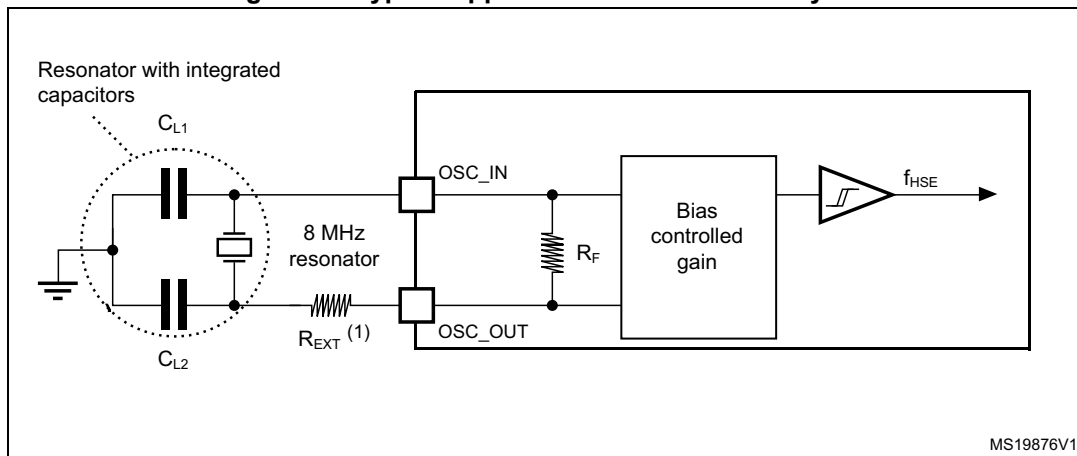 Resonator with integrated
capacitors
CL1
OSC_IN
fHSE
8 MHz
resonator
RF
Bias
controlled
gain
REXT (1)
OSC_OUT
CL2
MS19876V1